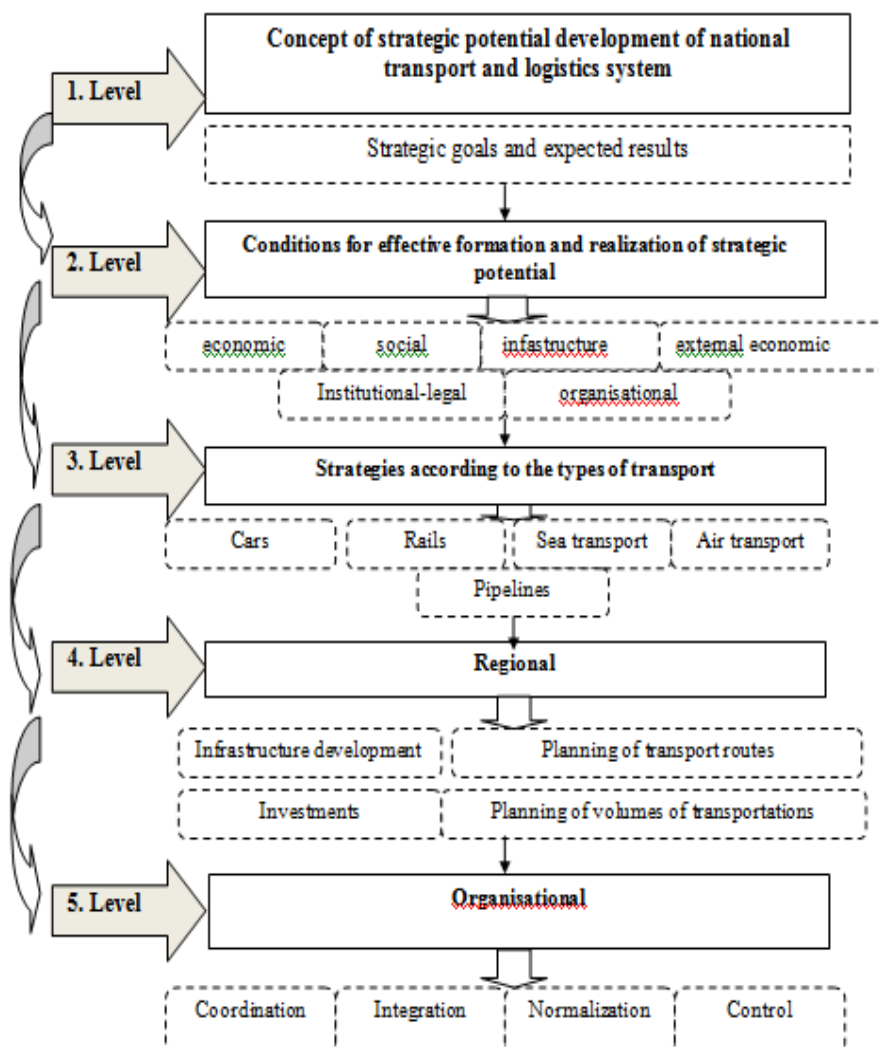 Concept of strategic potential development of national
transport and logistics system
1. Level
Strategic goals and expected results
Conditions for effective formation and realization of strategic
potential
2. Level
economic
social
infastructure
external economic
Institutional-legal
organisational
3. Level
Strategies according to the types of transport
Cars
Rails
Sea transport
Air transport
Pipelines
4. Level
Regional
Infrastructure development
Planning of transport routes
Investments
Planning of volumes of transportations
5. Level
Organisational
Coordination
Integration
Normalization
Control